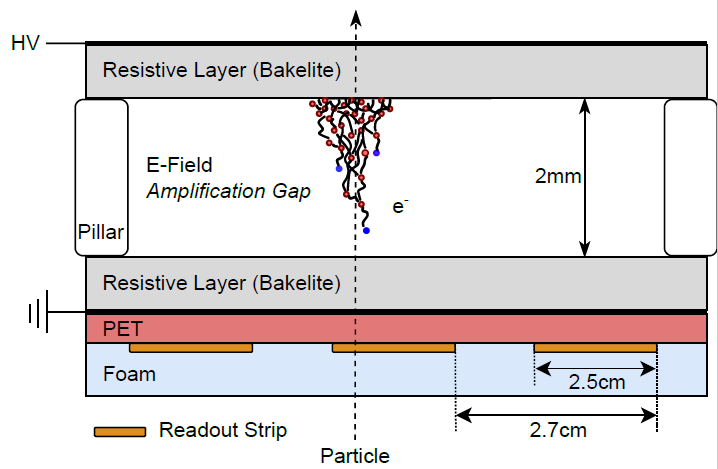 HV
Resistive Layer (Bakelite)
E-Field
Amplification Gap
2mm
e-
Pillar
Resistive Layer (Bakelite)
PET
Foam
2.5cm
Readout Strip
2.7cm
Particle